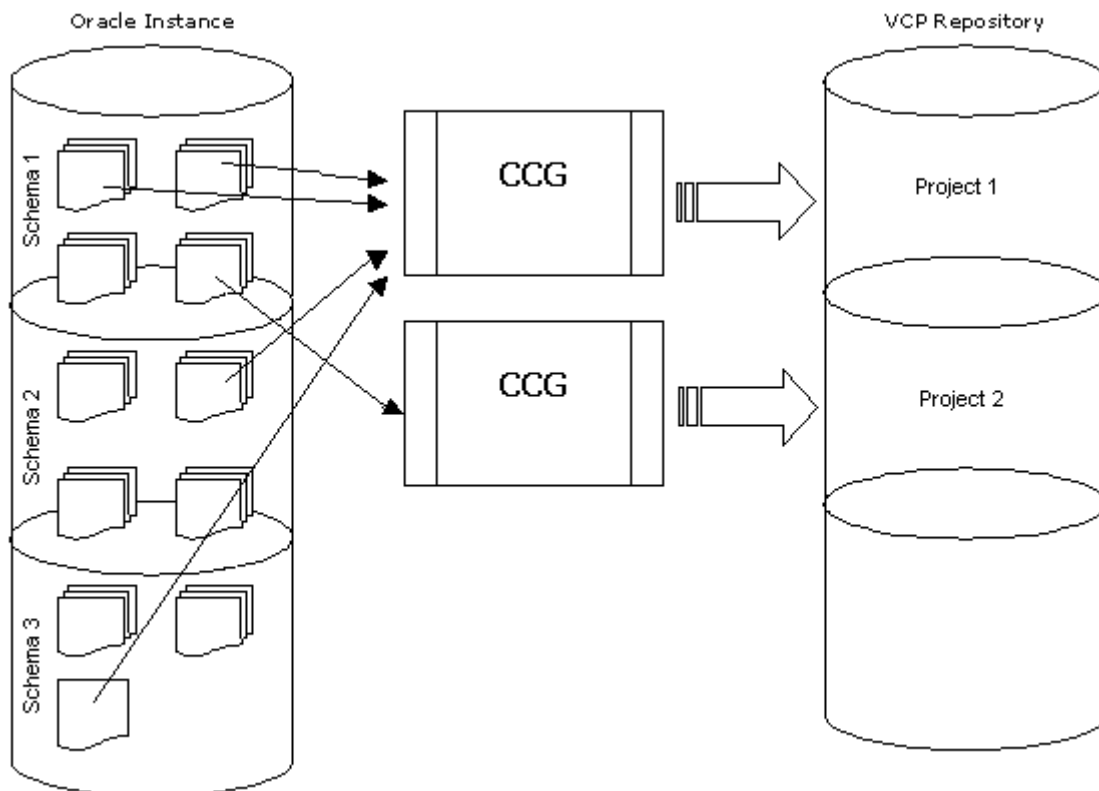 Oracle Instance
VCP Repository
Schema 1
CCG
Project 1
Schema 2
CCG
Project 2
Schema 3